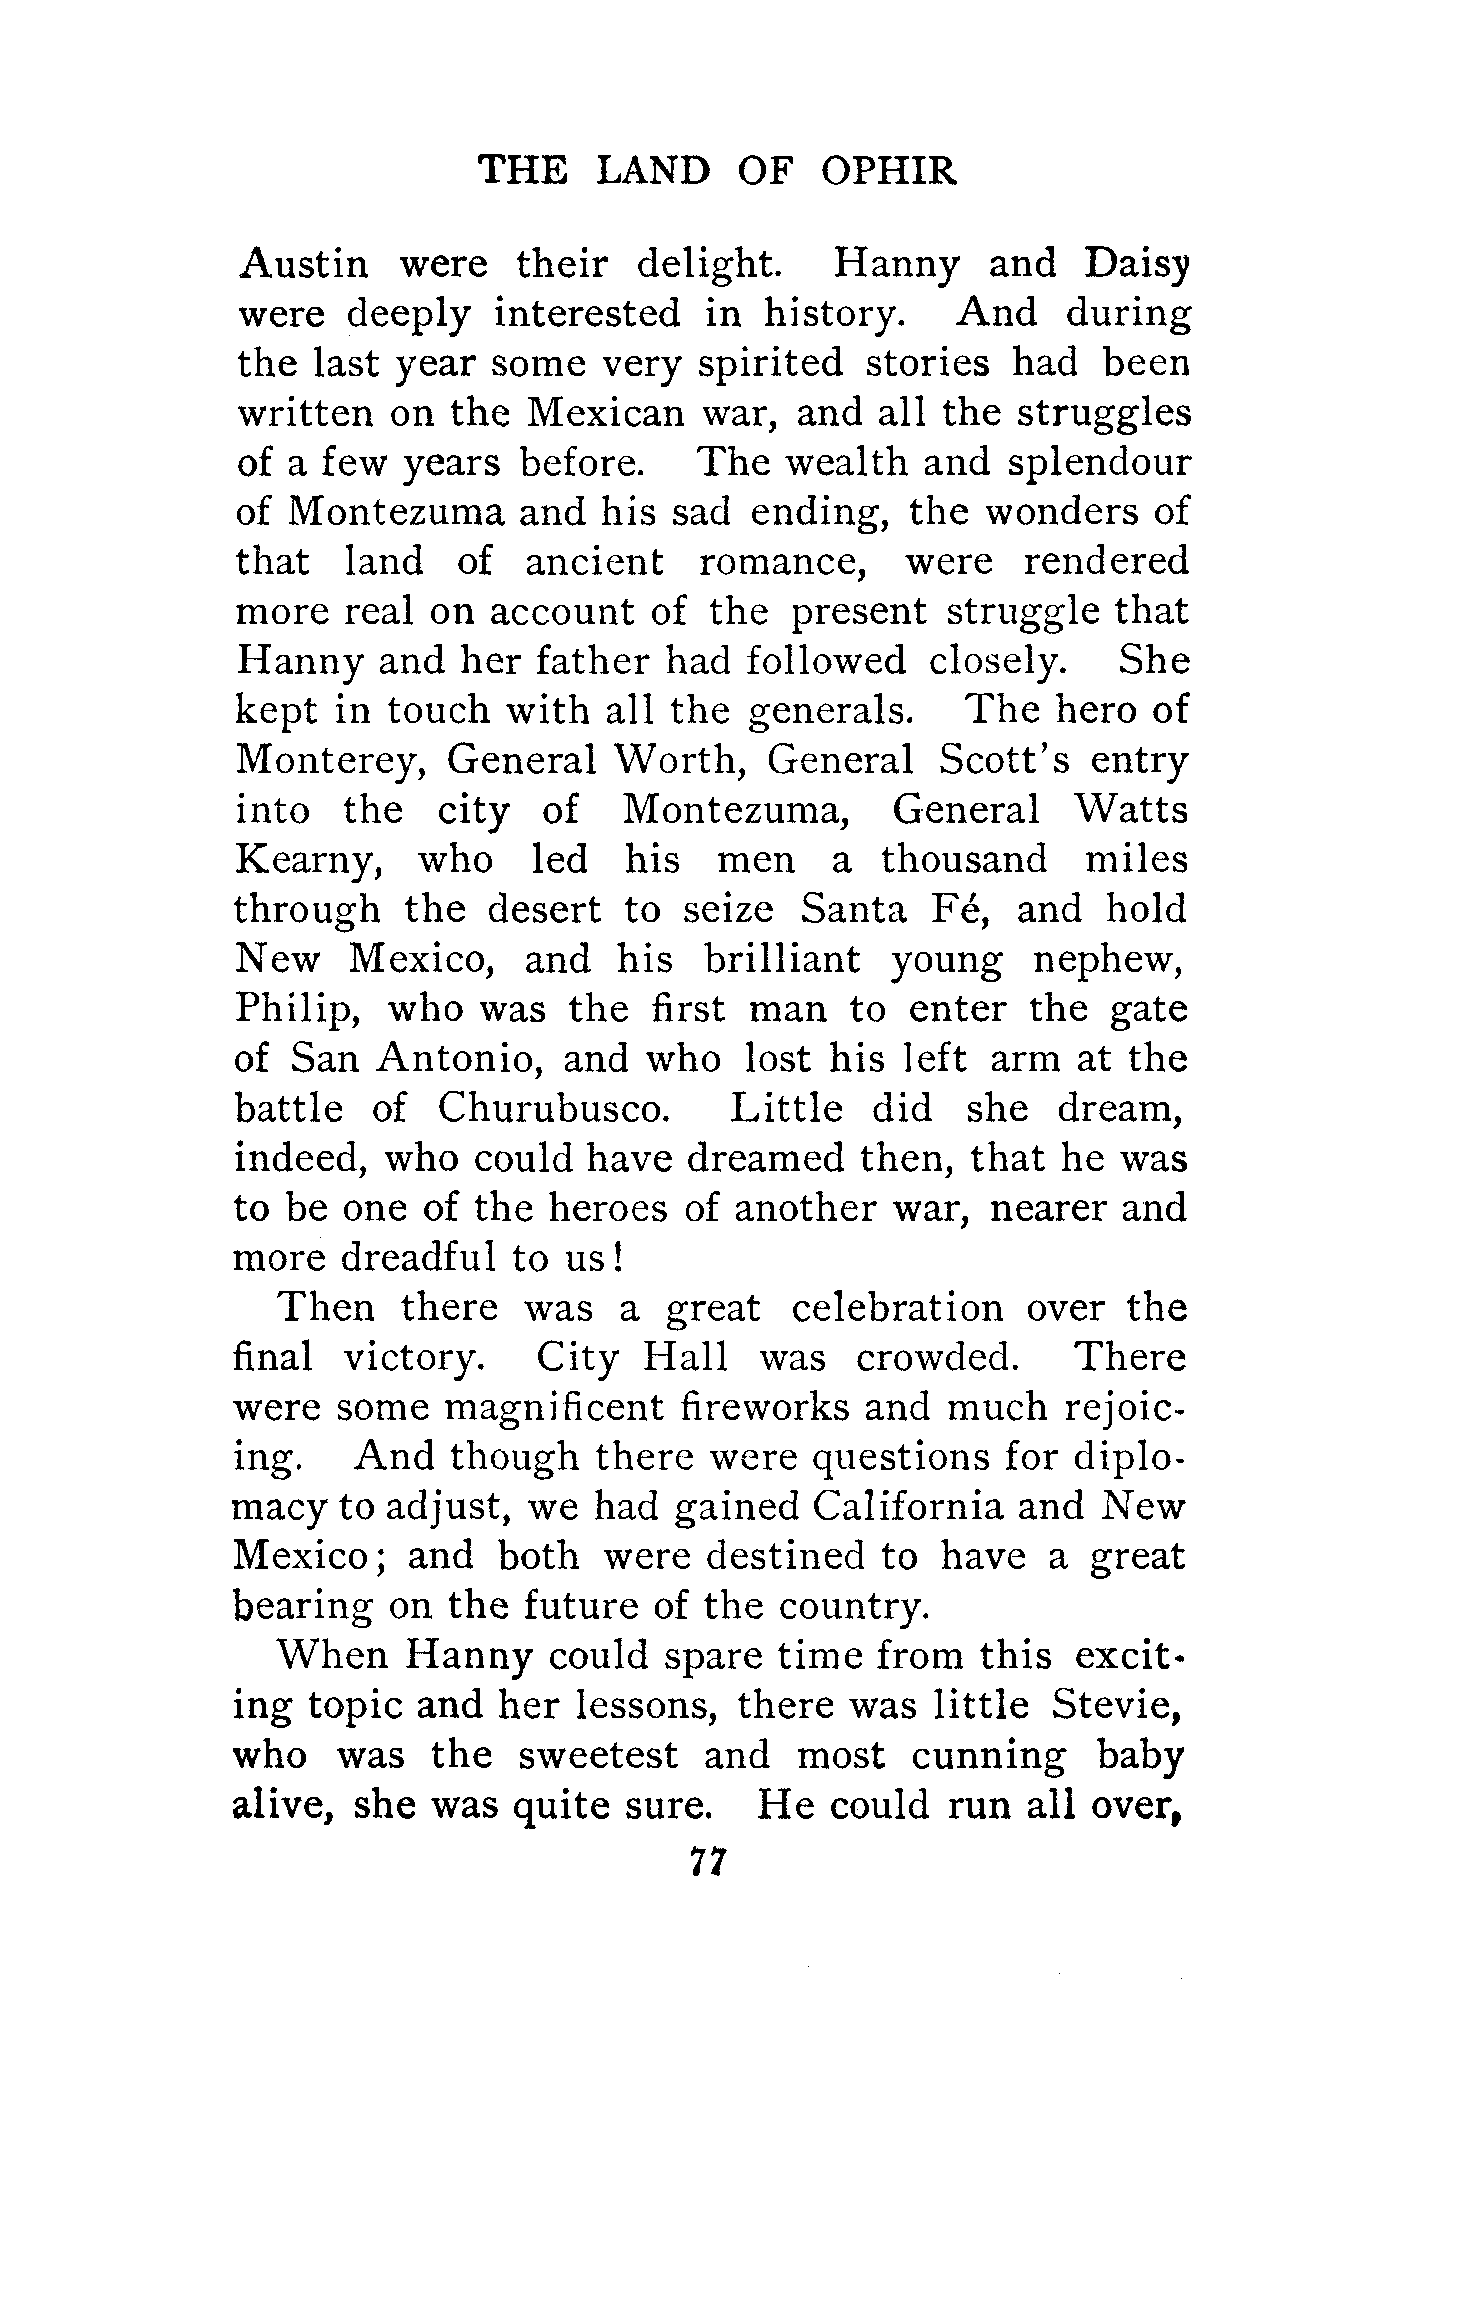 THE LAND OF OPHIR
Austin were their delight. Hanny and Daisy
were deeply interested in history. And during
the last year some very spirited stories had been
written on the Mexican war, and all the struggles
of a few years before. The wealth and splendour
of Montezuma and his sad ending, the wonders of
that land of ancient romance, were rendered
more real on account of the present struggle that
Hanny and her father had followed closely. She
kept in touch with all the generals. The hero of
Monterey, General Worth, General Scott's entry
into the city of Montezuma, General Watts
Kearny, who led his men a thousand miles
through the desert to seize Santa Fé, and hold
New Mexico, and his brilliant young nephew,
Philip, who was the first man to enter the gate
of San Antonio, and who lost his left arm at the
battle of Churubusco. Little did she dream,
indeed, who could have dreamed then, that he was
to be one of the heroes of another war, nearer and
more dreadful to us!
Then there was a great celebration over the
final victory. City Hall was crowded. There
were some magnificent fireworks and much rejoic-
ing. And though there were questions for diplo-
macy to adjust, we had gained California and New
Mexico; and both were destined to have a great
bearing on the future of the country.
When Hanny could spare time from this excit-
ing topic and her lessons, there was little Stevie,
who was the sweetest and most cunning baby
alive, she was quite sure. He could run all over,
77